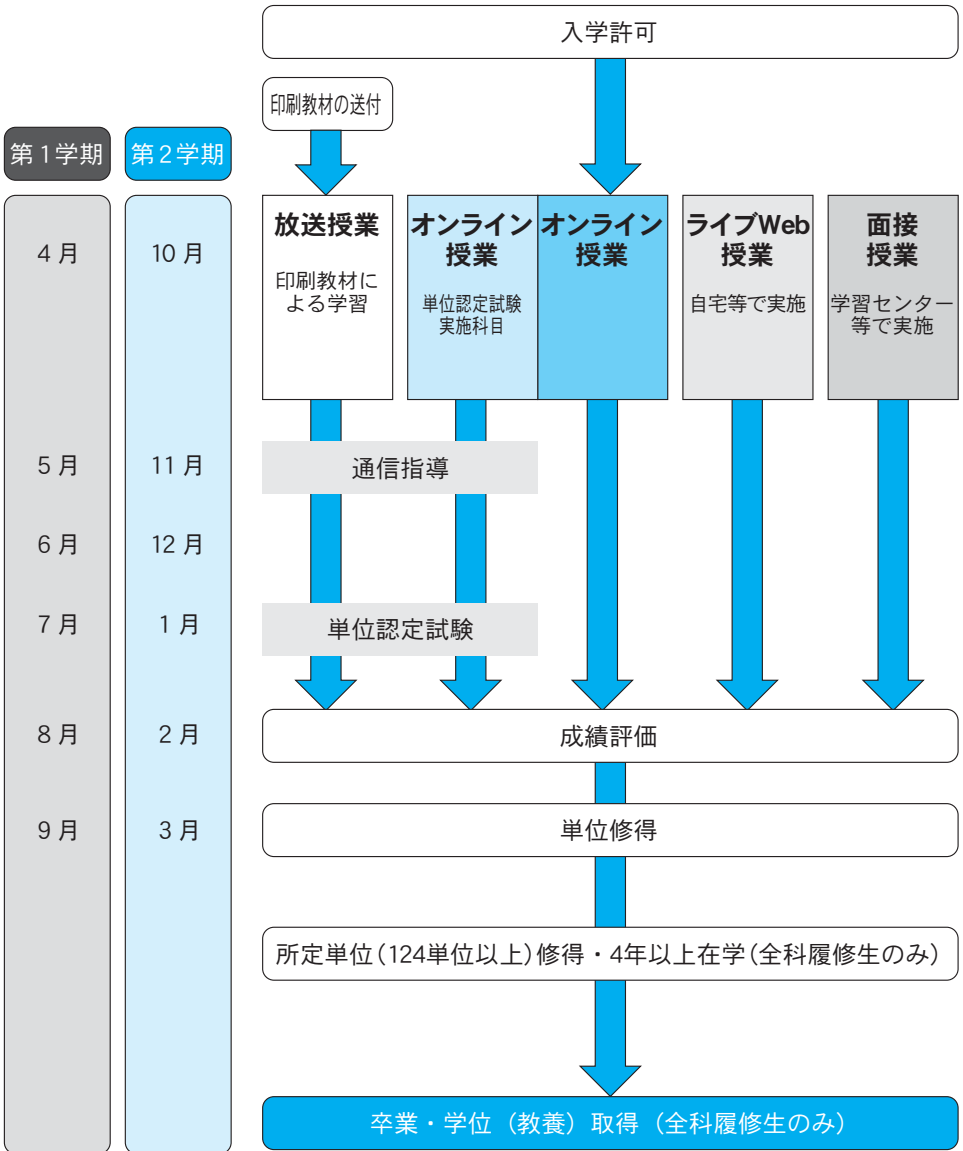 入学許可
印刷教材の送付
第1学期
第2学期
放送授業
印刷教材に
よる学習
オンライン
授業
単位認定試験
実施科目
オンライン
授業
ライブWeb
授業
自宅等で実施
面接
授業
学習センター
等で実施
4月
10月
5月
11月
通信指導
6月
12月
7月
1月
単位認定試験
8月
2月
成績評価
9月
3月
単位修得
所定単位(124単位以上)修得・4年以上在学(全科履修生のみ)
卒業・学位(教養)取得(全科履修生のみ)